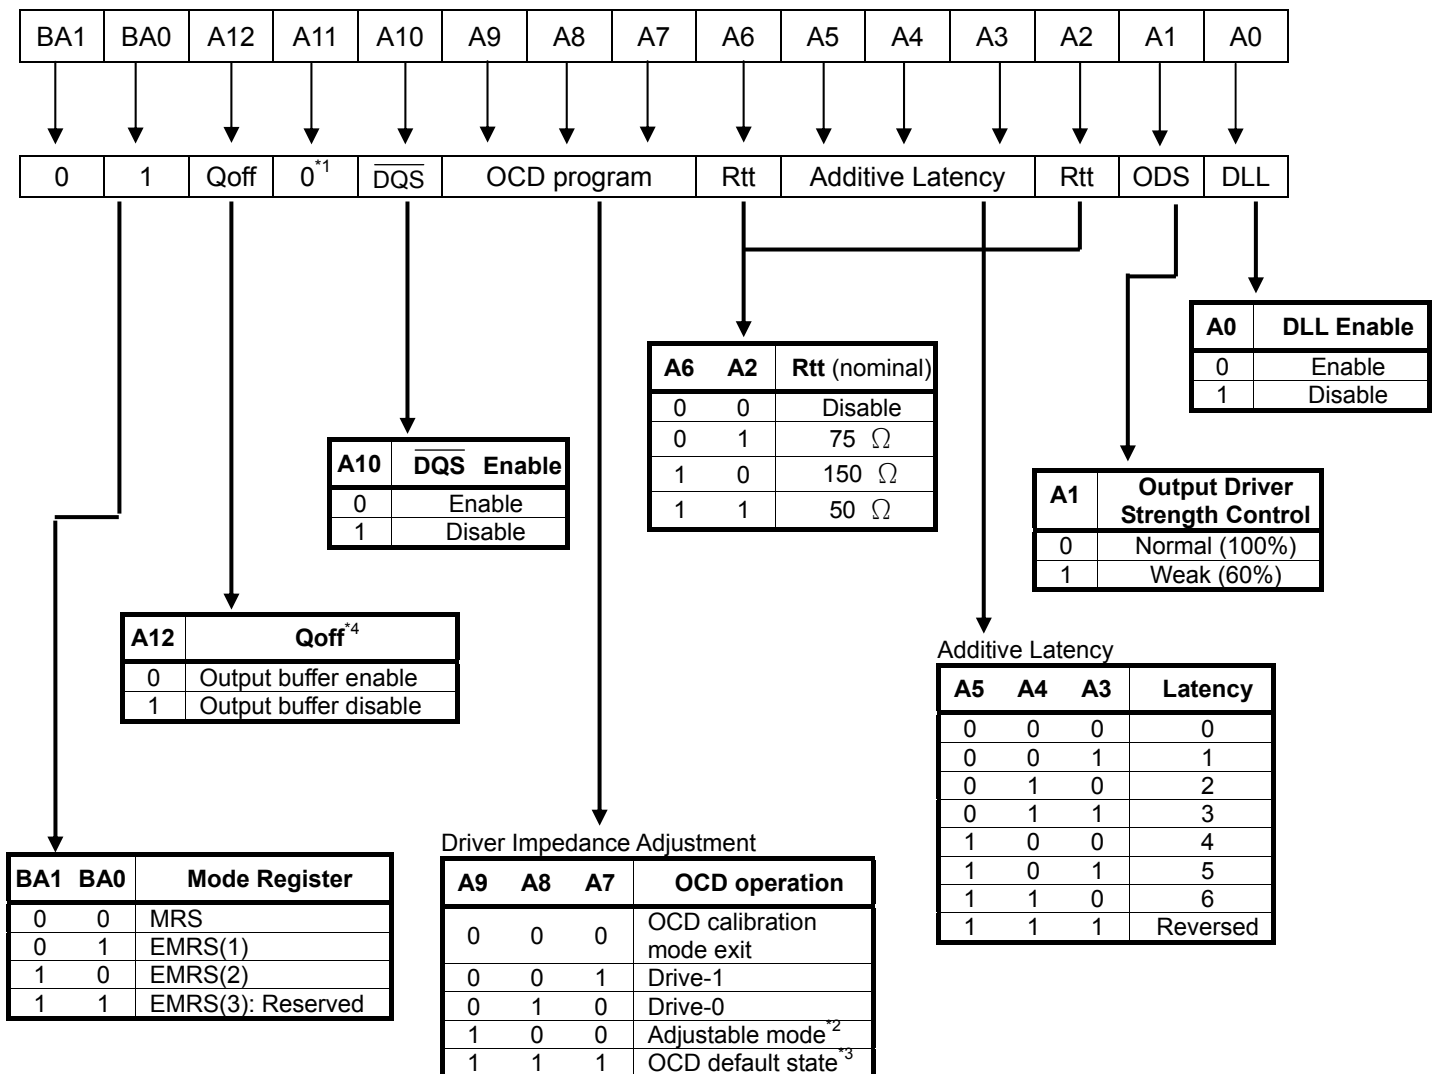 BA1 BA0 A12 A11 A10 A9 A8 A7 A6 A5 A4 A3 A2 A1 A0
0 1 Qoff 0*1 D̅Q̅S̅ OCD program Rtt Additive Latency Rtt ODS DLL
A0 DLL Enable
0 Enable
1 Disable
A6 A2 Rtt (nominal)
0 0 Disable
0 1 75 Ω
1 0 150 Ω
1 1 50 Ω
A10 D̅Q̅S̅ Enable
0 Enable
1 Disable
A1 Output Driver
Strength Control
0 Normal (100%)
1 Weak (60%)
A12 Qoff*4
0 Output buffer enable
1 Output buffer disable
Additive Latency
A5 A4 A3 Latency
0 0 0 0
0 0 1 1
0 1 0 2
0 1 1 3
1 0 0 4
1 0 1 5
1 1 0 6
1 1 1 Reversed
BA1 BA0 Mode Register
0 0 MRS
0 1 EMRS(1)
1 0 EMRS(2)
1 1 EMRS(3): Reserved
Driver Impedance Adjustment
A9 A8 A7 OCD operation
0 0 0 OCD calibration
mode exit
0 0 1 Drive-1
0 1 0 Drive-0
1 0 0 Adjustable mode*2
1 1 1 OCD default state*3